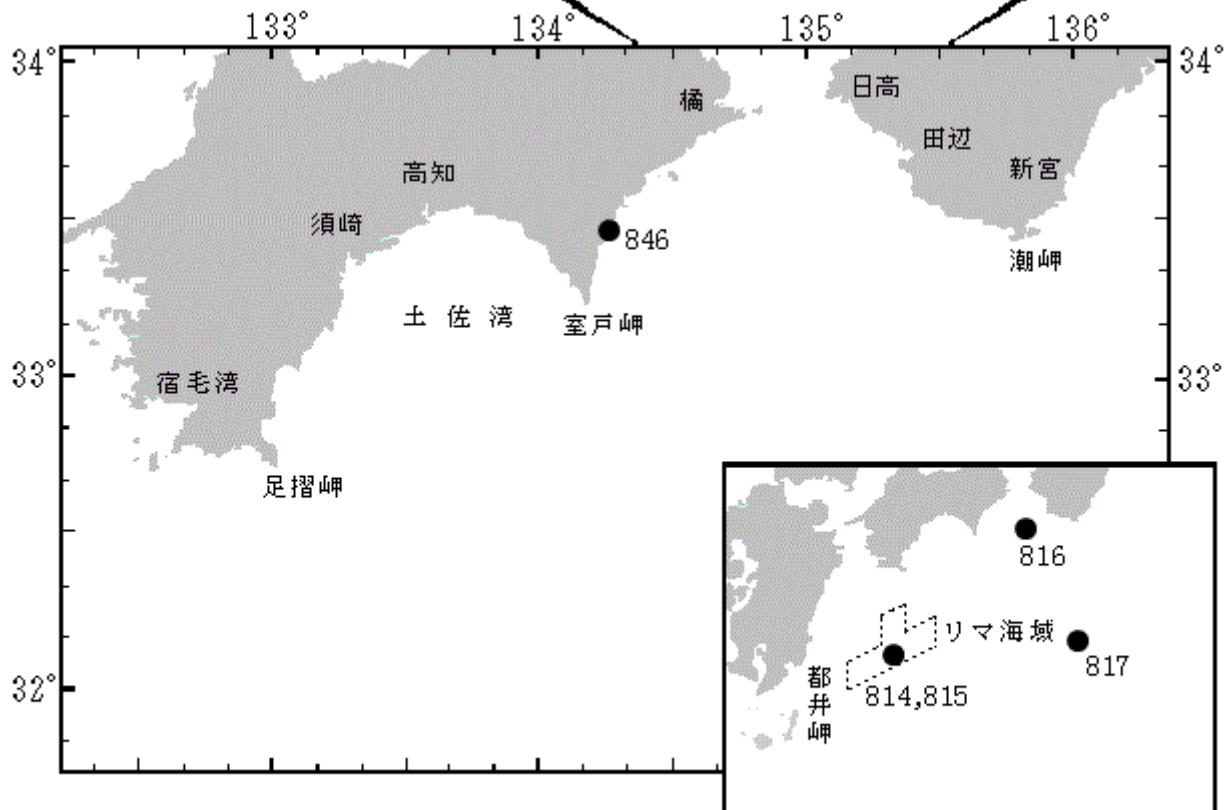 133° 134° 135° 136°
34° 34°
日高
橘
田辺
新宮
高知
須崎
846
潮岬
土佐湾 室戸岬
33° 33°
宿毛湾
足摺岬
816
リマ海域
817
都井岬
814,815
32°